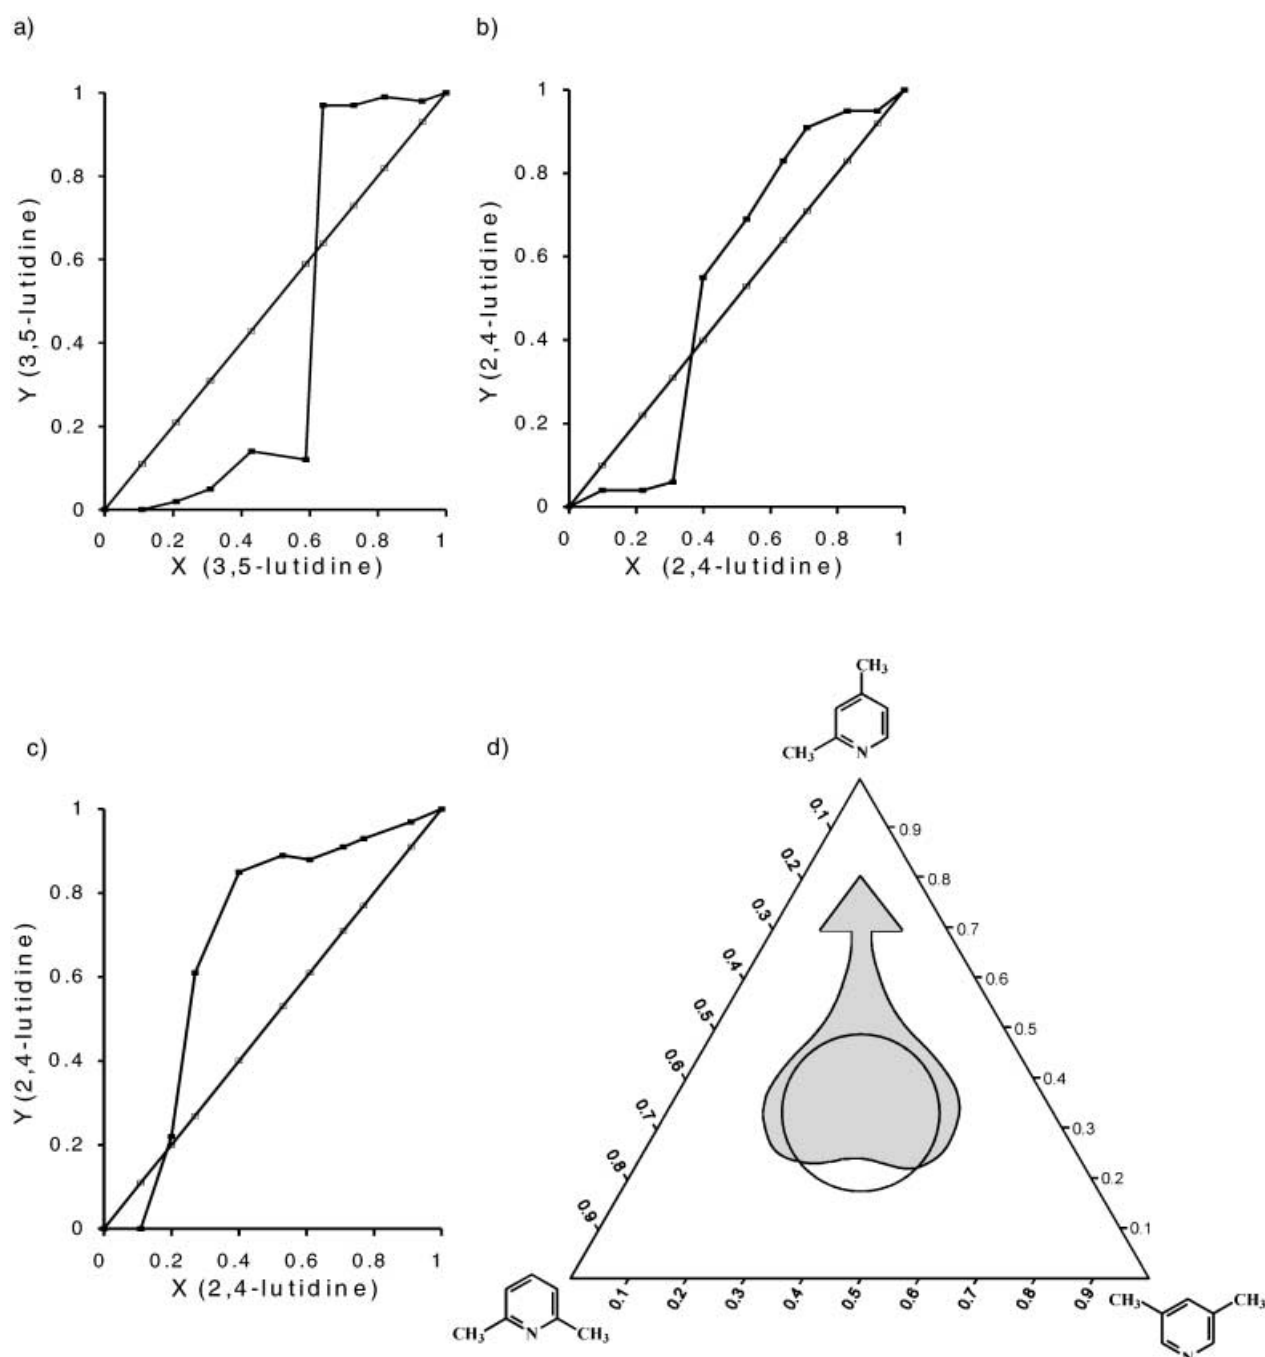 a)
1
0.8
0.6
0.4
0.2
0
Y (3,5-lutidine)
0 0.2 0.4 0.6 0.8 1
X (3,5-lutidine)
b)
1
0.8
0.6
0.4
0.2
0
Y (2,4-lutidine)
0 0.2 0.4 0.6 0.8 1
X (2,4-lutidine)
c)
1
0.8
0.6
0.4
0.2
0
Y (2,4-lutidine)
0 0.2 0.4 0.6 0.8 1
X (2,4-lutidine)
d)
CH3
CH3
N
0.1
0.2
0.3
0.4
0.5
0.6
0.7
0.8
0.9
0.9
0.8
0.7
0.6
0.5
0.4
0.3
0.2
0.1
0.1 0.2 0.3 0.4 0.5 0.6 0.7 0.8 0.9
CH3 N CH3
CH3 CH3
N